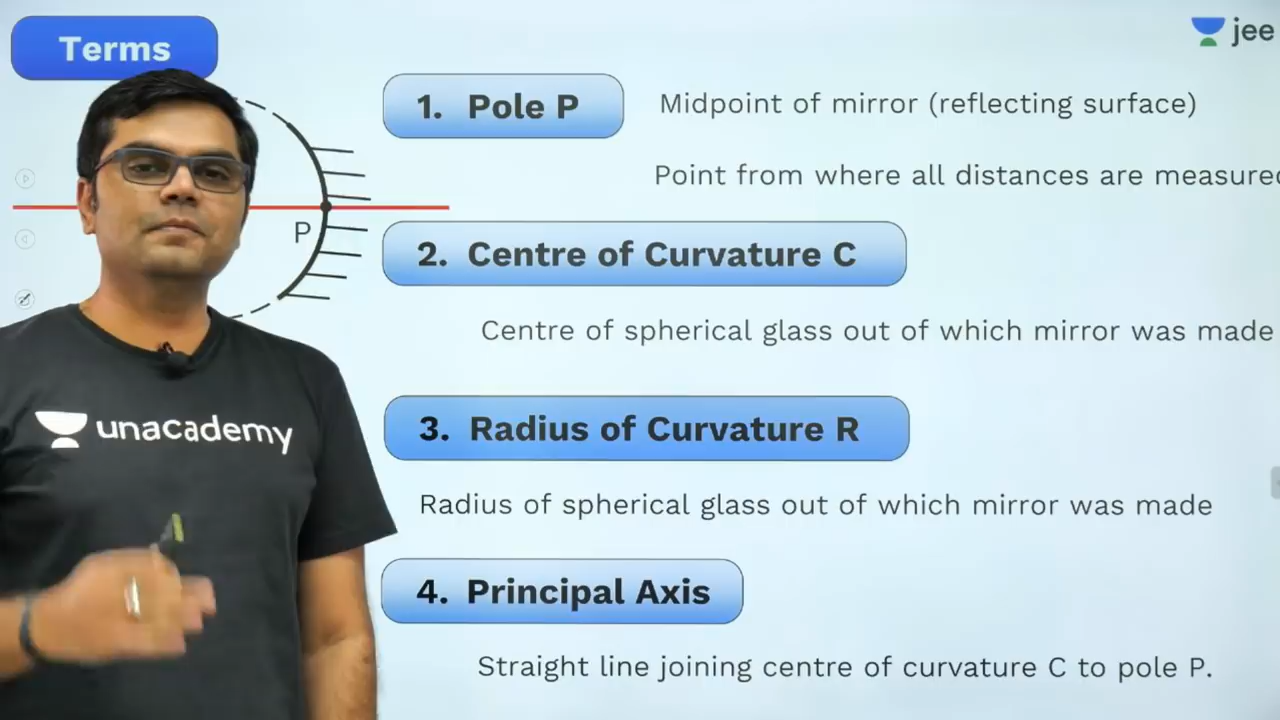 Terms
jee
1. Pole P
Midpoint of mirror (reflecting surface)
Point from where all distances are measured
P
2. Centre of Curvature C
Centre of spherical glass out of which mirror was made
unacademy
3. Radius of Curvature R
Radius of spherical glass out of which mirror was made
4. Principal Axis
Straight line joining centre of curvature C to pole P.